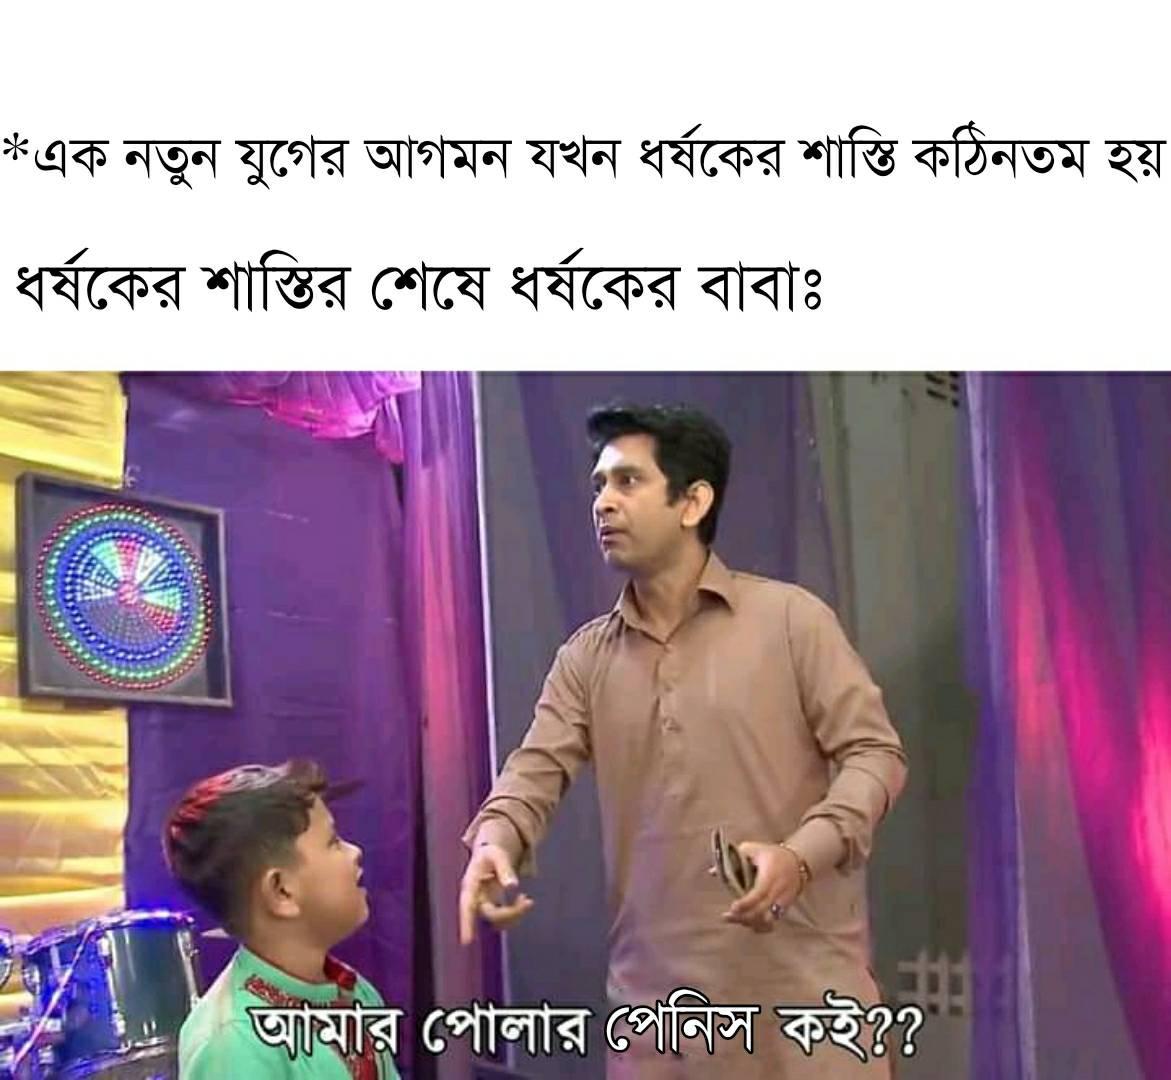 *এক নতুন যুগের আগমন যখন ধর্ষকের শাস্তি কঠিনতম হয়
ধর্ষকের শাস্তির শেষে ধর্ষকের বাবাঃ
আমার পোলার পেনিস কই??